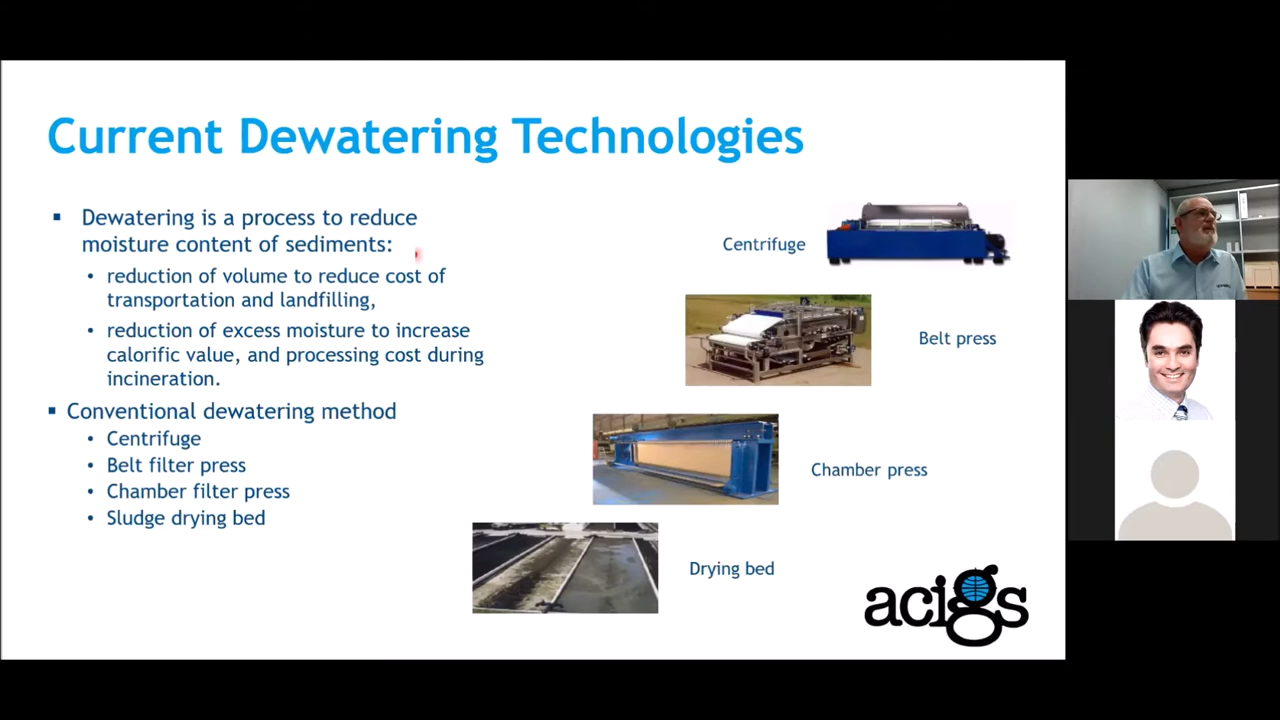 Current Dewatering Technologies
▪ Dewatering is a process to reduce
moisture content of sediments:
• reduction of volume to reduce cost of
transportation and landfilling,
• reduction of excess moisture to increase
calorific value, and processing cost during
incineration.
▪ Conventional dewatering method
• Centrifuge
• Belt filter press
• Chamber filter press
• Sludge drying bed
Centrifuge
Belt press
Chamber press
Drying bed
acigs